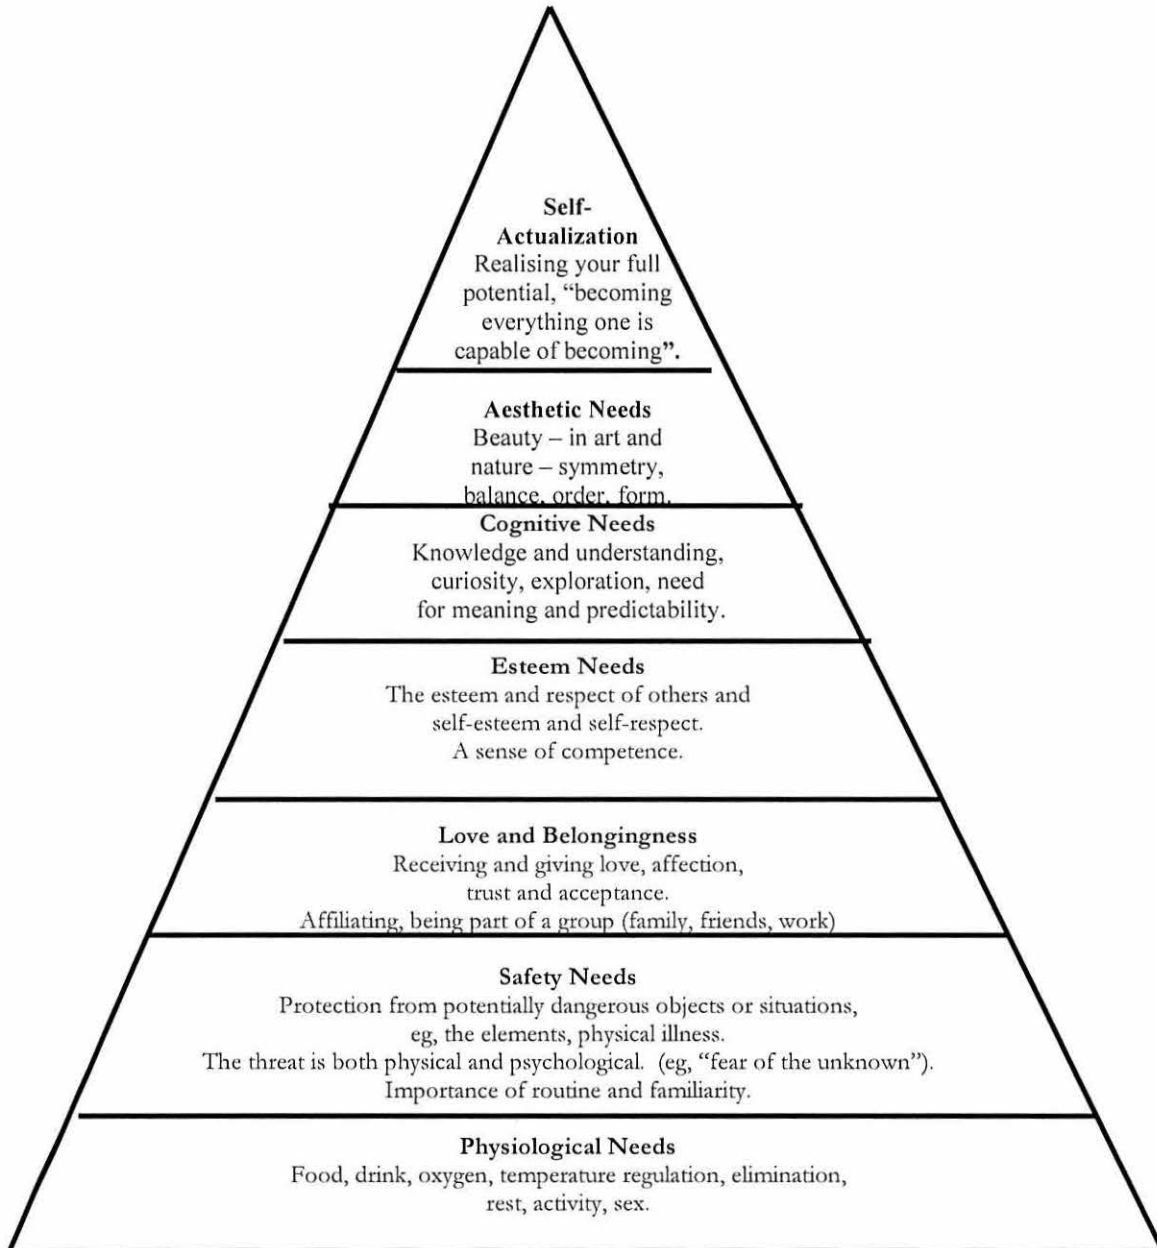 Self-
Actualization
Realising your full
potential, “becoming
everything one is
capable of becoming”.
Aesthetic Needs
Beauty – in art and
nature – symmetry,
balance, order, form.
Cognitive Needs
Knowledge and understanding,
curiosity, exploration, need
for meaning and predictability.
Esteem Needs
The esteem and respect of others and
self-esteem and self-respect.
A sense of competence.
Love and Belongingness
Receiving and giving love, affection,
trust and acceptance.
Affiliating, being part of a group (family, friends, work)
Safety Needs
Protection from potentially dangerous objects or situations,
eg, the elements, physical illness.
The threat is both physical and psychological. (eg, “fear of the unknown”).
Importance of routine and familiarity.
Physiological Needs
Food, drink, oxygen, temperature regulation, elimination,
rest, activity, sex.